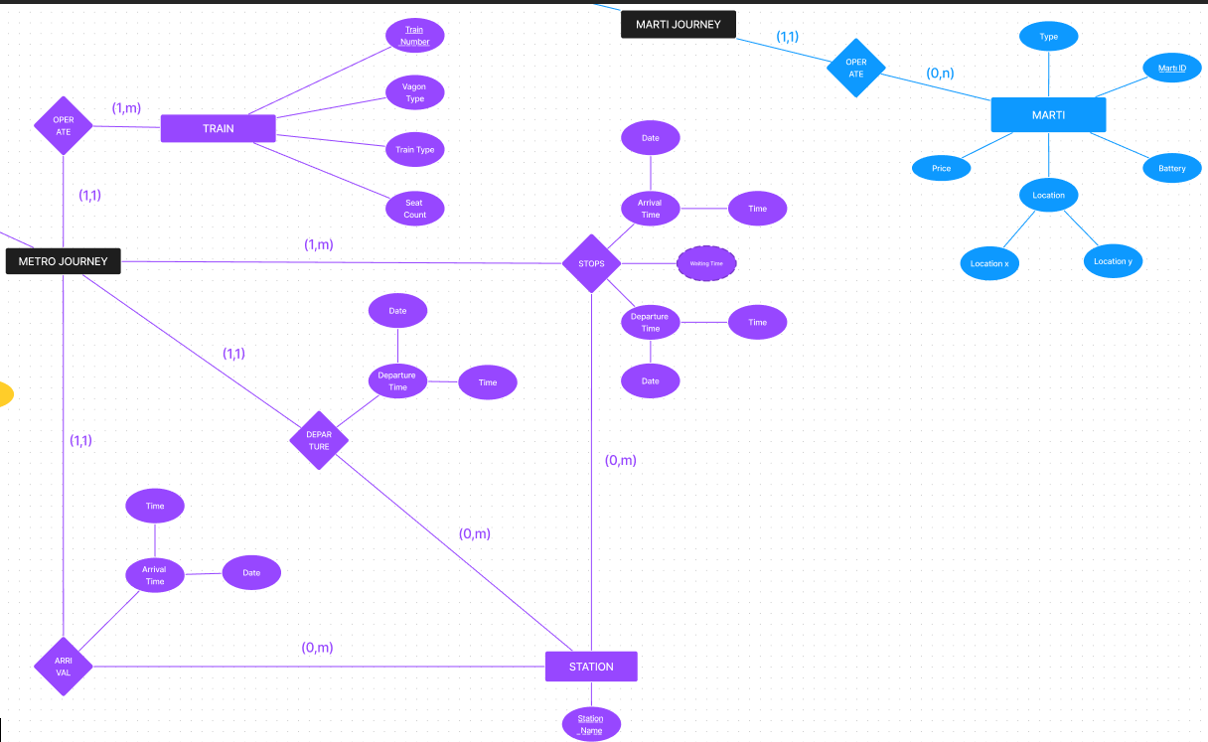 MARTI JOURNEY
(1,1)
OPER
ATE
(0,n)
Type
Marti ID
MARTI
Price
Battery
Location
Location x
Location y
Train
_Number
Vagon
Type
Train Type
Seat
Count
TRAIN
(1,m)
OPER
ATE
(1,1)
METRO JOURNEY
(1,m)
STOPS
Date
Arrival
Time
Time
Waiting Time
Departure
Time
Time
Date
(1,1)
Date
Departure
Time
Time
DEPAR
TURE
(0,m)
(0,m)
(1,1)
Time
Arrival
Time
Date
ARRI
VAL
(0,m)
STATION
Station
_Name